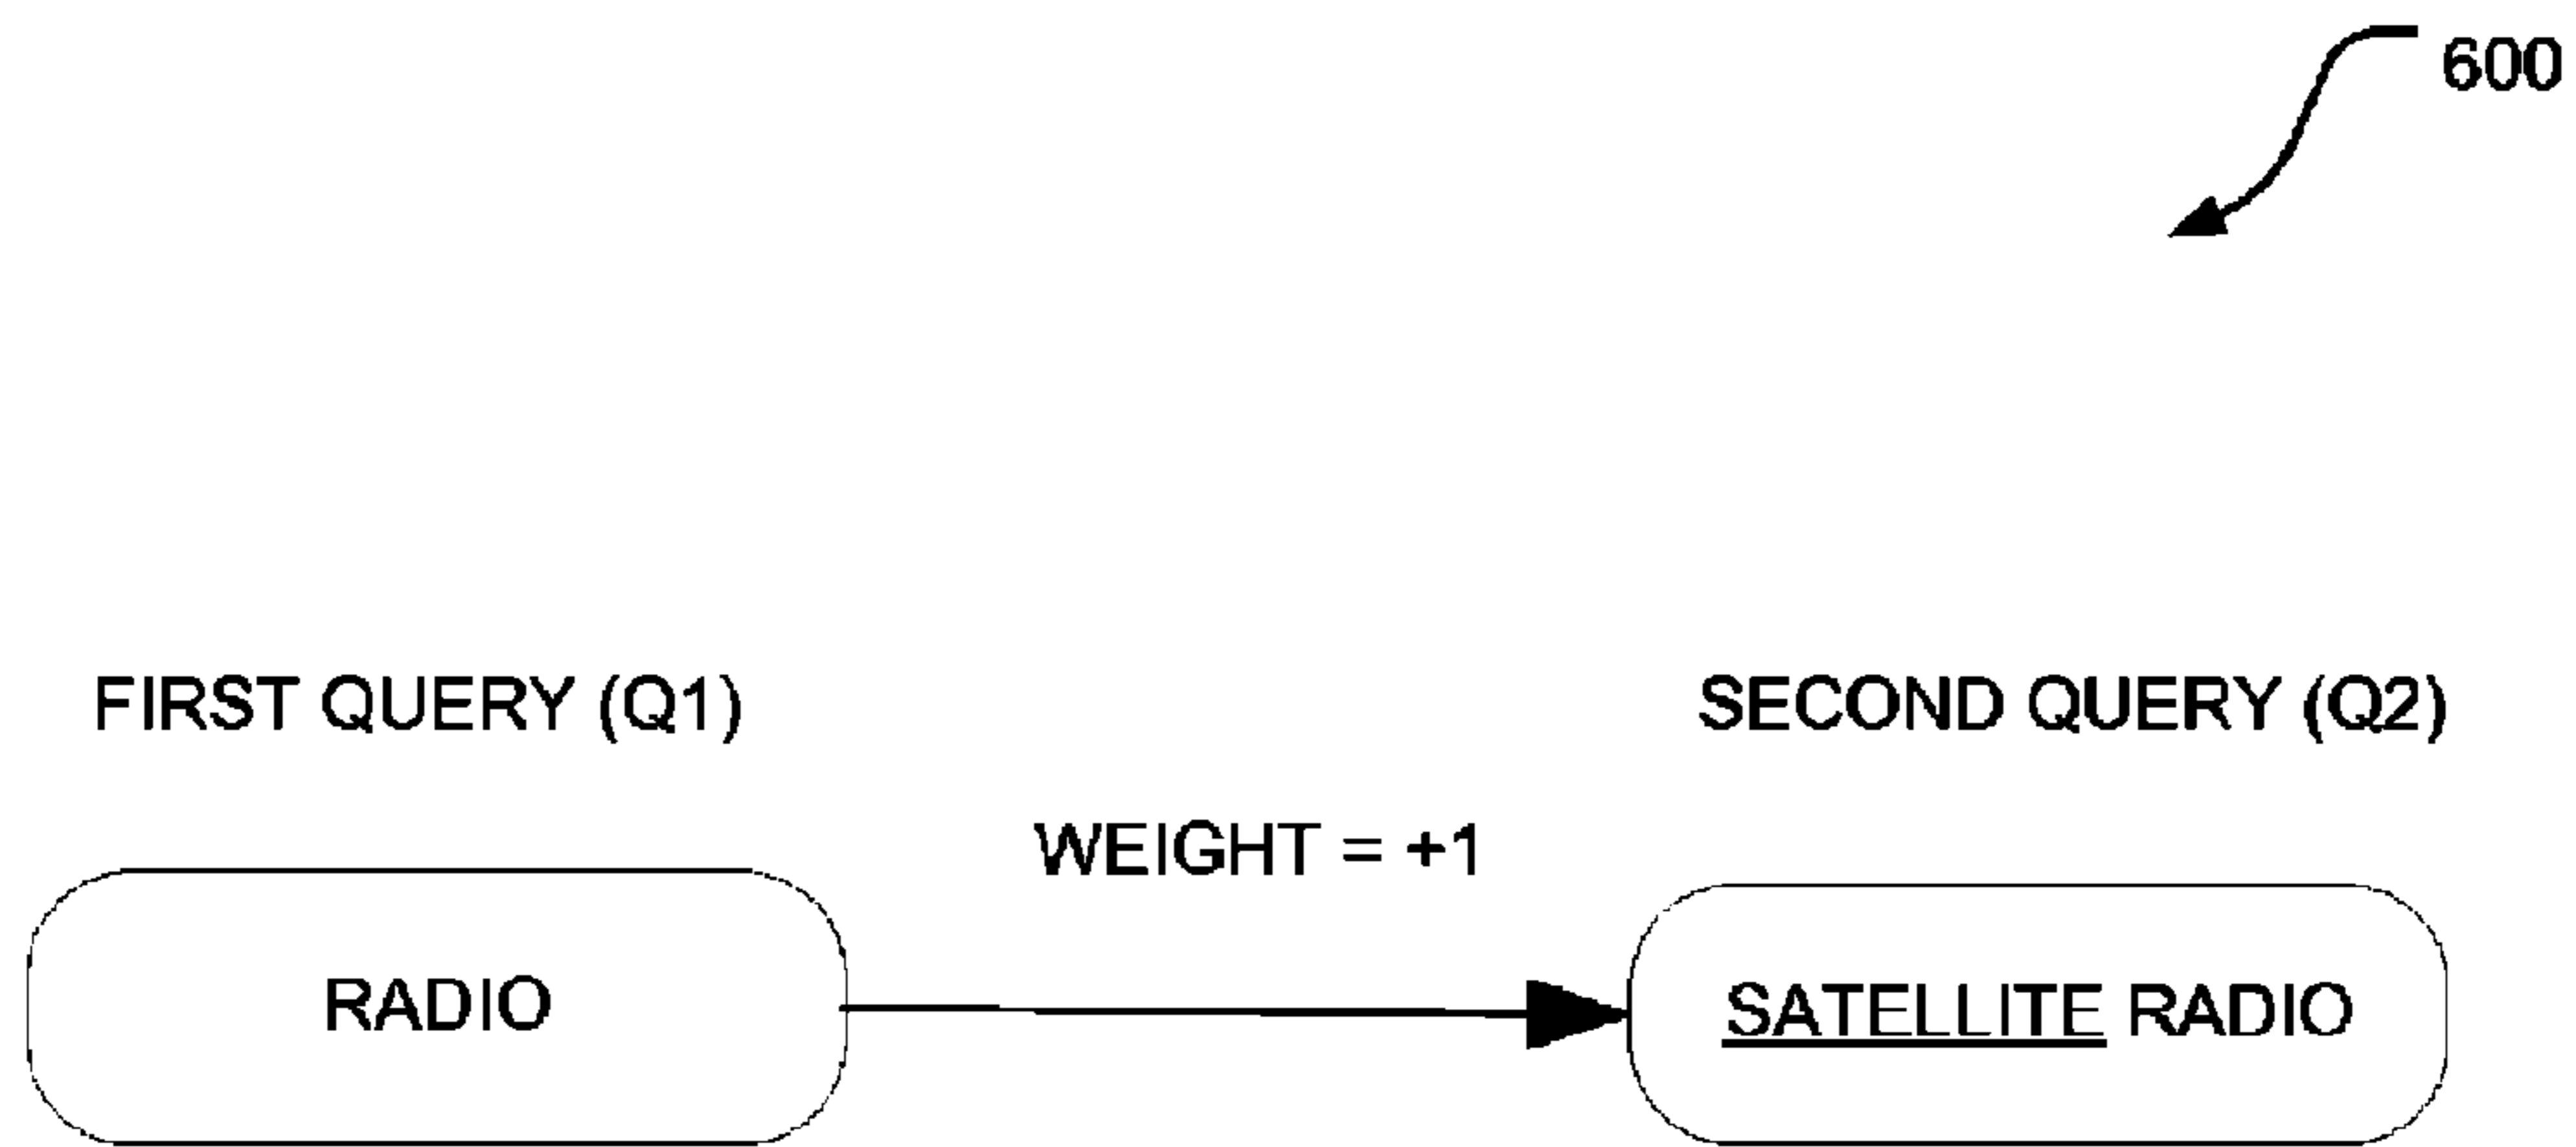 600
FIRST QUERY (Q1)
SECOND QUERY (Q2)
WEIGHT = +1
RADIO
SATELLITE RADIO